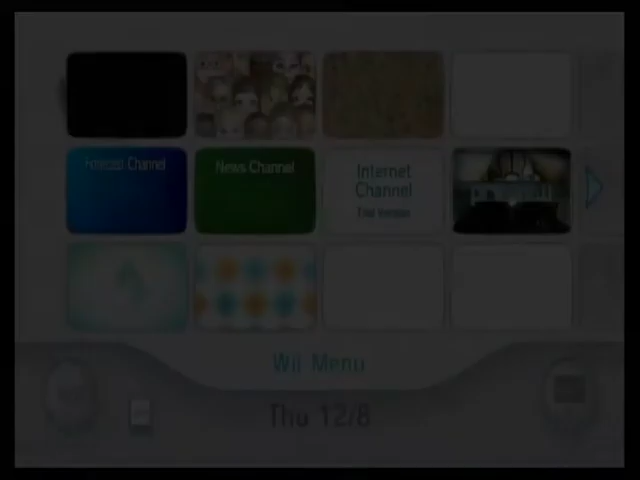 Forecast Channel
News Channel
Internet
Channel
Trial Version
Wii Menu
Thu 12/8